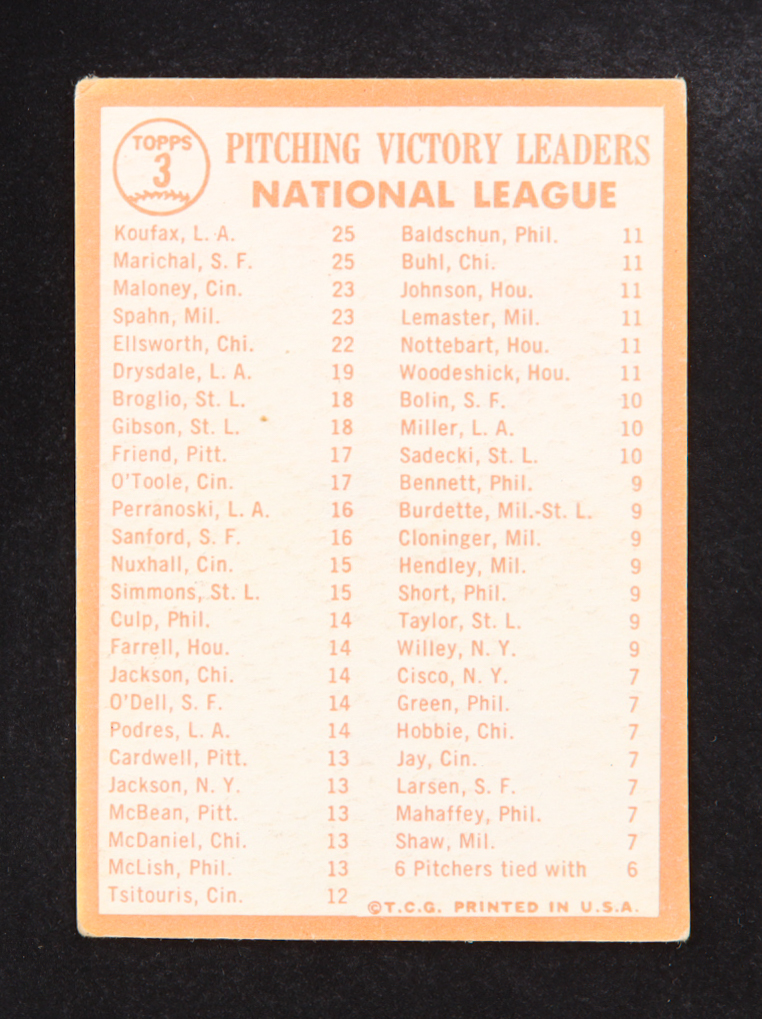 TOPPS
3
PITCHING VICTORY LEADERS
NATIONAL LEAGUE
Koufax, L. A. 25
Marichal, S. F. 25
Maloney, Cin. 23
Spahn, Mil. 23
Ellsworth, Chi. 22
Drysdale, L. A. 19
Broglio, St. L. 18
Gibson, St. L. 18
Friend, Pitt. 17
O'Toole, Cin. 17
Perranoski, L. A. 16
Sanford, S. F. 16
Nuxhall, Cin. 15
Simmons, St. L. 15
Culp, Phil. 14
Farrell, Hou. 14
Jackson, Chi. 14
O'Dell, S. F. 14
Podres, L. A. 14
Cardwell, Pitt. 13
Jackson, N. Y. 13
McBean, Pitt. 13
McDaniel, Chi. 13
McLish, Phil. 13
Tsitouris, Cin. 12
Baldschun, Phil. 11
Buhl, Chi. 11
Johnson, Hou. 11
Lemaster, Mil. 11
Nottebart, Hou. 11
Woodeshick, Hou. 11
Bolin, S. F. 10
Miller, L. A. 10
Sadecki, St. L. 10
Bennett, Phil. 9
Burdette, Mil.-St. L. 9
Cloninger, Mil. 9
Hendley, Mil. 9
Short, Phil. 9
Taylor, St. L. 9
Willey, N. Y. 9
Cisco, N. Y. 7
Green, Phil. 7
Hobbie, Chi. 7
Jay, Cin. 7
Larsen, S. F. 7
Mahaffey, Phil. 7
Shaw, Mil. 7
6 Pitchers tied with 6
©T.C.G. PRINTED IN U.S.A.